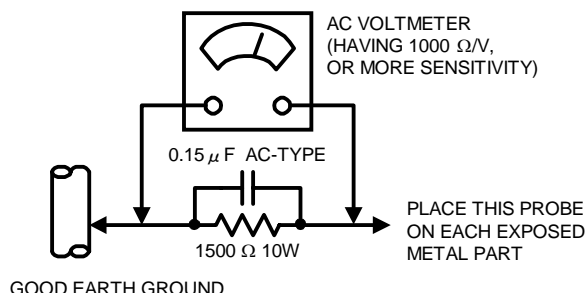 AC VOLTMETER
(HAVING 1000 Ω/V,
OR MORE SENSITIVITY)
0.15 μ F AC-TYPE
1500 Ω 10W
PLACE THIS PROBE
ON EACH EXPOSED
METAL PART
GOOD EARTH GROUND